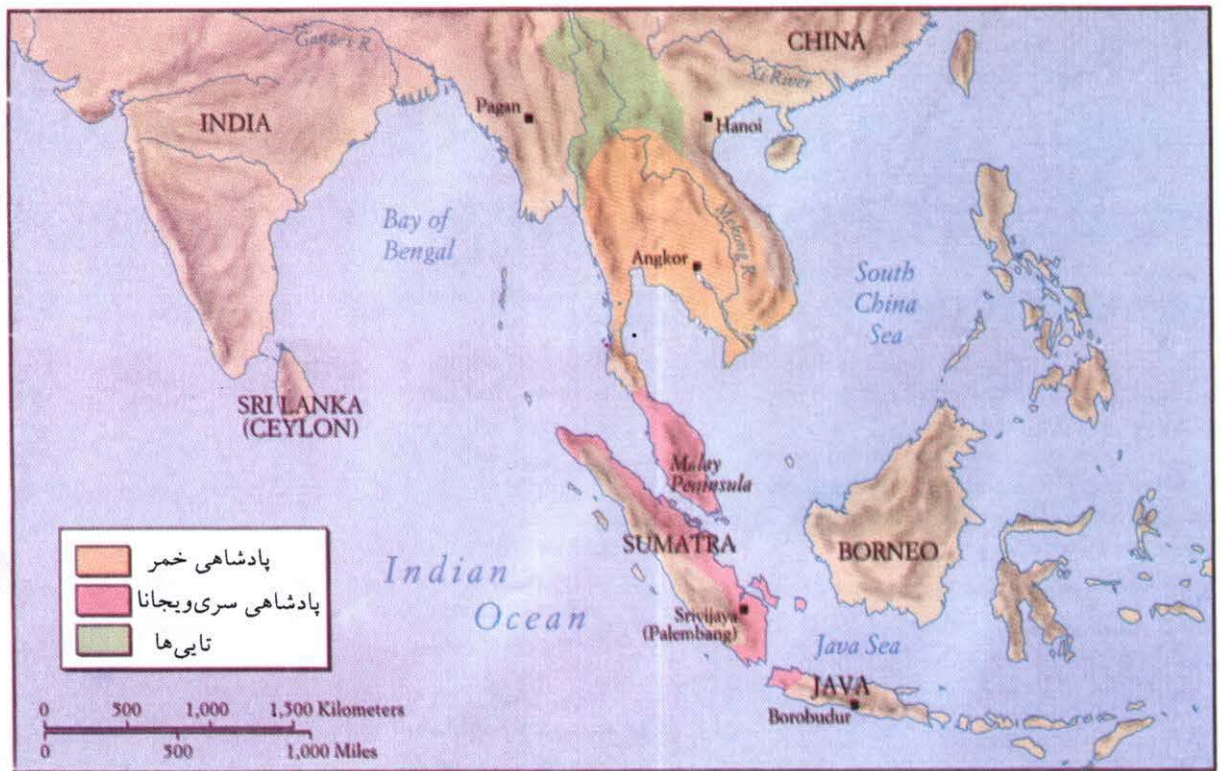 CHINA
Ganges R.
Xi River
Pagan
INDIA
Hanoi
Bay of
Bengal
Mekong R.
Angkor
South
China
Sea
SRI LANKA
(CEYLON)
Malay
Peninsula
SUMATRA
BORNEO
پادشاهی خمر
پادشاهی سری‌ویجانا
تایی‌ها
Indian
Ocean
Srivijaya
(Palembang)
Java Sea
JAVA
Borobudur
0 500 1,000 1,500 Kilometers
0 500 1,000 Miles